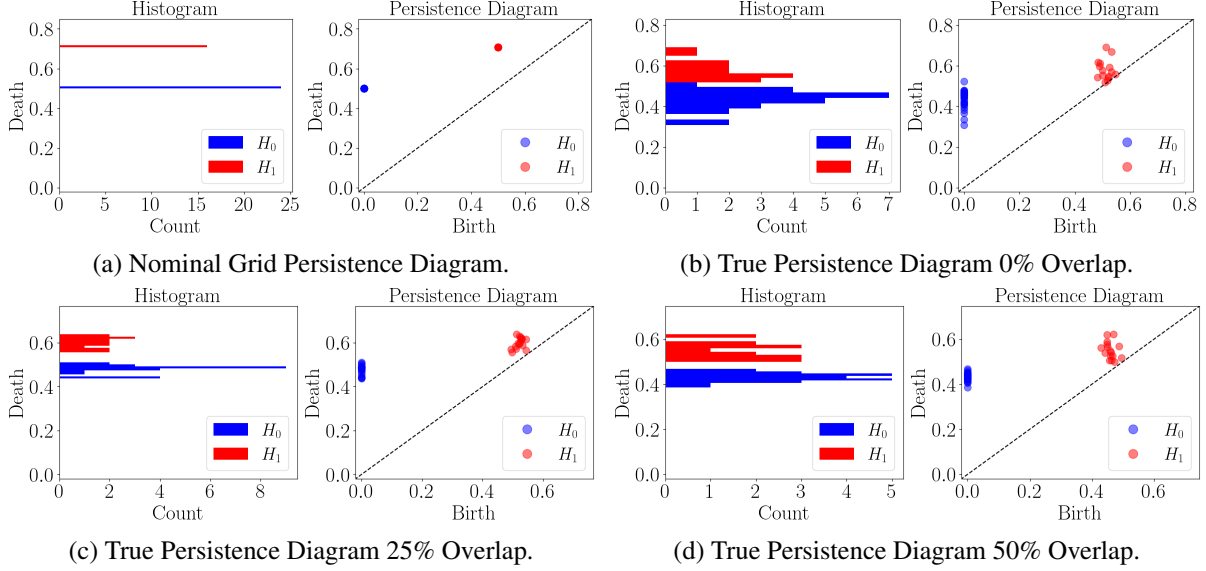 Histogram
Persistence Diagram
0.8
0.6
0.4
0.2
0.0
Death
0 5 10 15 20 25
Count
H0
H1
0.8
0.6
0.4
0.2
0.0
Death
0.0 0.2 0.4 0.6 0.8
Birth
H0
H1
(a) Nominal Grid Persistence Diagram.
Histogram
Persistence Diagram
0.8
0.6
0.4
0.2
0.0
Death
0 1 2 3 4 5 6 7
Count
H0
H1
0.8
0.6
0.4
0.2
0.0
Death
0.0 0.2 0.4 0.6 0.8
Birth
H0
H1
(b) True Persistence Diagram 0% Overlap.
Histogram
Persistence Diagram
0.6
0.4
0.2
0.0
Death
0 2 4 6 8
Count
H0
H1
0.6
0.4
0.2
0.0
Death
0.0 0.2 0.4 0.6
Birth
H0
H1
(c) True Persistence Diagram 25% Overlap.
Histogram
Persistence Diagram
0.6
0.4
0.2
0.0
Death
0 1 2 3 4 5
Count
H0
H1
0.6
0.4
0.2
0.0
Death
0.0 0.2 0.4 0.6
Birth
H0
H1
(d) True Persistence Diagram 50% Overlap.